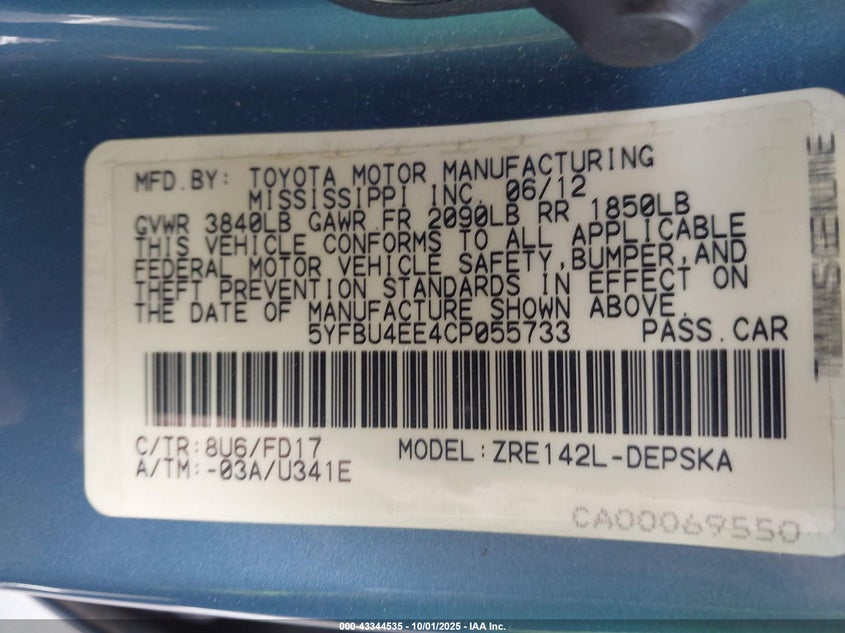 MFD.BY: TOYOTA MOTOR MANUFACTURING
MISSISSIPPI INC. 06/12
GVWR 3840LB GAWR FR 2090LB RR 1850LB
THIS VEHICLE CONFORMS TO ALL APPLICABLE
FEDERAL MOTOR VEHICLE SAFETY,BUMPER,AND
THEFT PREVENTION STANDARDS IN EFFECT ON
THE DATE OF MANUFACTURE SHOWN ABOVE.
5YFBU4EE4CP055733 PASS.CAR
C/TR:8U6/FD17 MODEL:ZRE142L-DEPSKA
A/TM:-03A/U341E
CA00069550
000-43344535 - 10/01/2025 - IAA Inc.